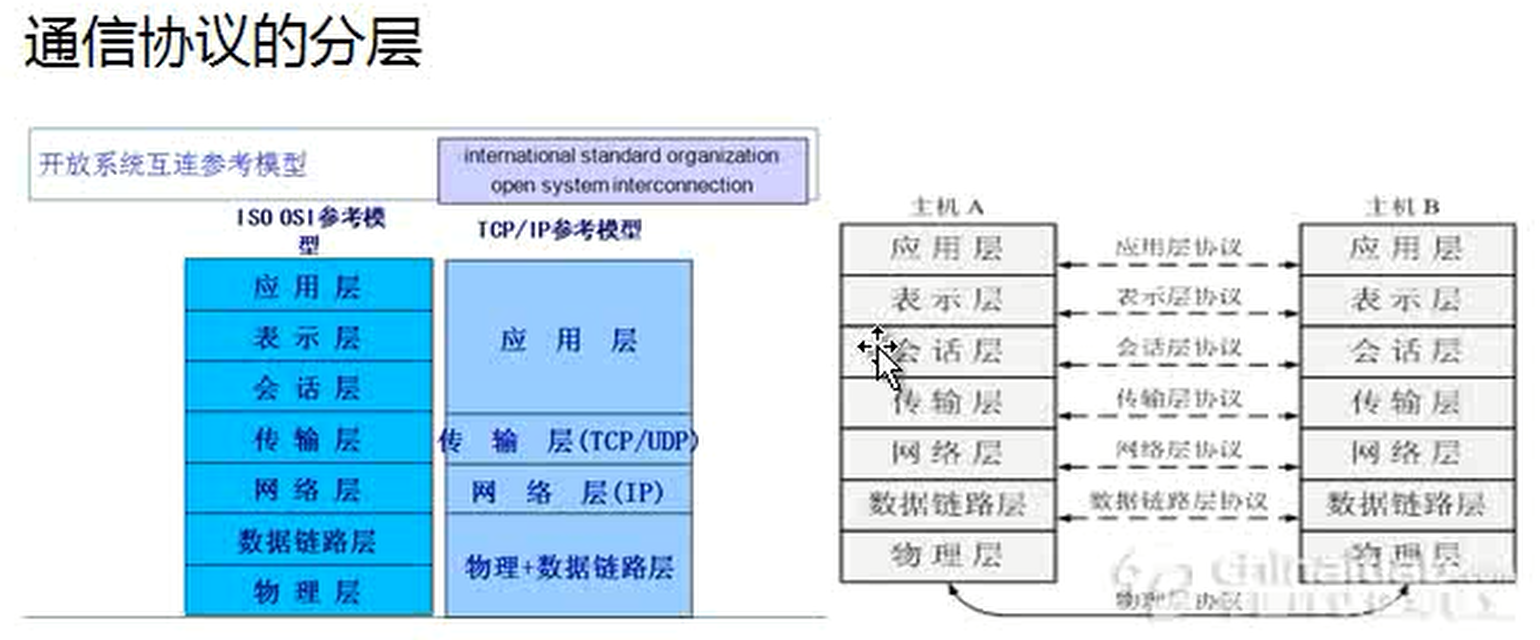 通信协议的分层
开放系统互连参考模型
international standard organization
open system interconnection
ISO OSI参考模
型
TCP/IP参考模型
应 用 层
表 示 层
会 话 层
传 输 层
网 络 层
数据链路层
物 理 层
应 用 层
传 输 层(TCP/UDP)
网 络 层(IP)
物理+数据链路层
主机 A
应 用 层
表 示 层
会 话 层
传 输 层
网 络 层
数据链路层
物 理 层
应用层协议
表示层协议
会话层协议
传输层协议
网络层协议
数据链路层协议
物理层协议
主机 B
应 用 层
表 示 层
会 话 层
传 输 层
网 络 层
数据链路层
物 理 层